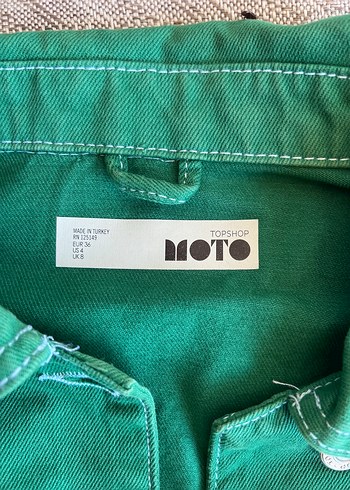 MADE IN TURKEY
RN 125149
EUR 36
US 4
UK 8
TOPSHOP
MOTO